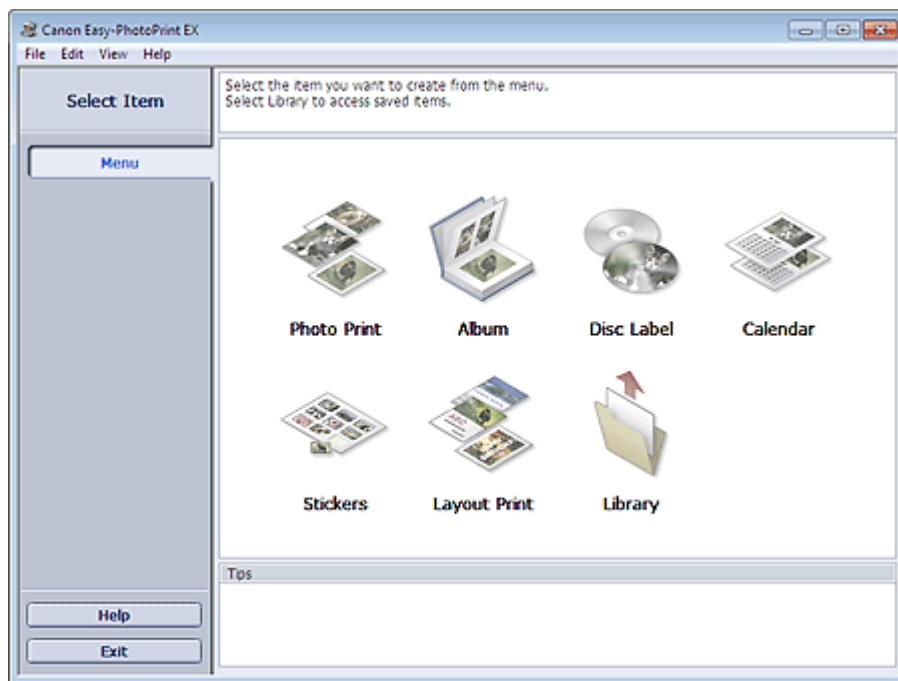 Canon Easy-PhotoPrint EX
File Edit View Help
Select Item
Select the item you want to create from the menu.
Select Library to access saved items.
Menu
Photo Print Album Disc Label Calendar
Stickers Layout Print Library
Tips
Help
Exit